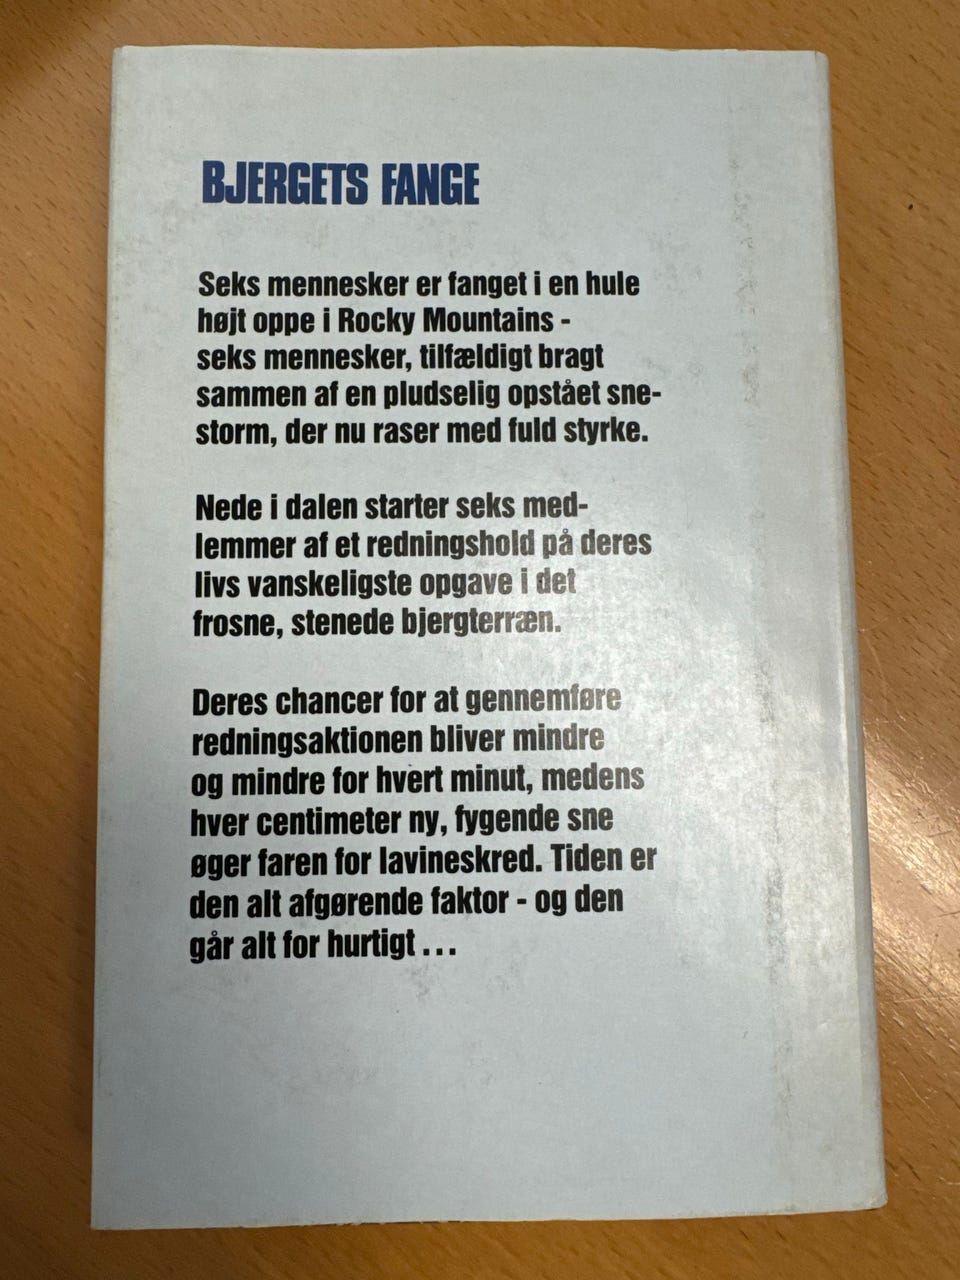 BJERGETS FANGE
Seks mennesker er fanget i en hule
højt oppe i Rocky Mountains -
seks mennesker, tilfældigt bragt
sammen af en pludselig opstået sne-
storm, der nu raser med fuld styrke.
Nede i dalen starter seks med-
lemmer af et redningshold på deres
livs vanskeligste opgave i det
frosne, stenede bjergterræn.
Deres chancer for at gennemføre
redningsaktionen bliver mindre
og mindre for hvert minut, medens
hver centimeter ny, fygende sne
øger faren for lavineskred. Tiden er
den alt afgørende faktor - og den
går alt for hurtigt ...